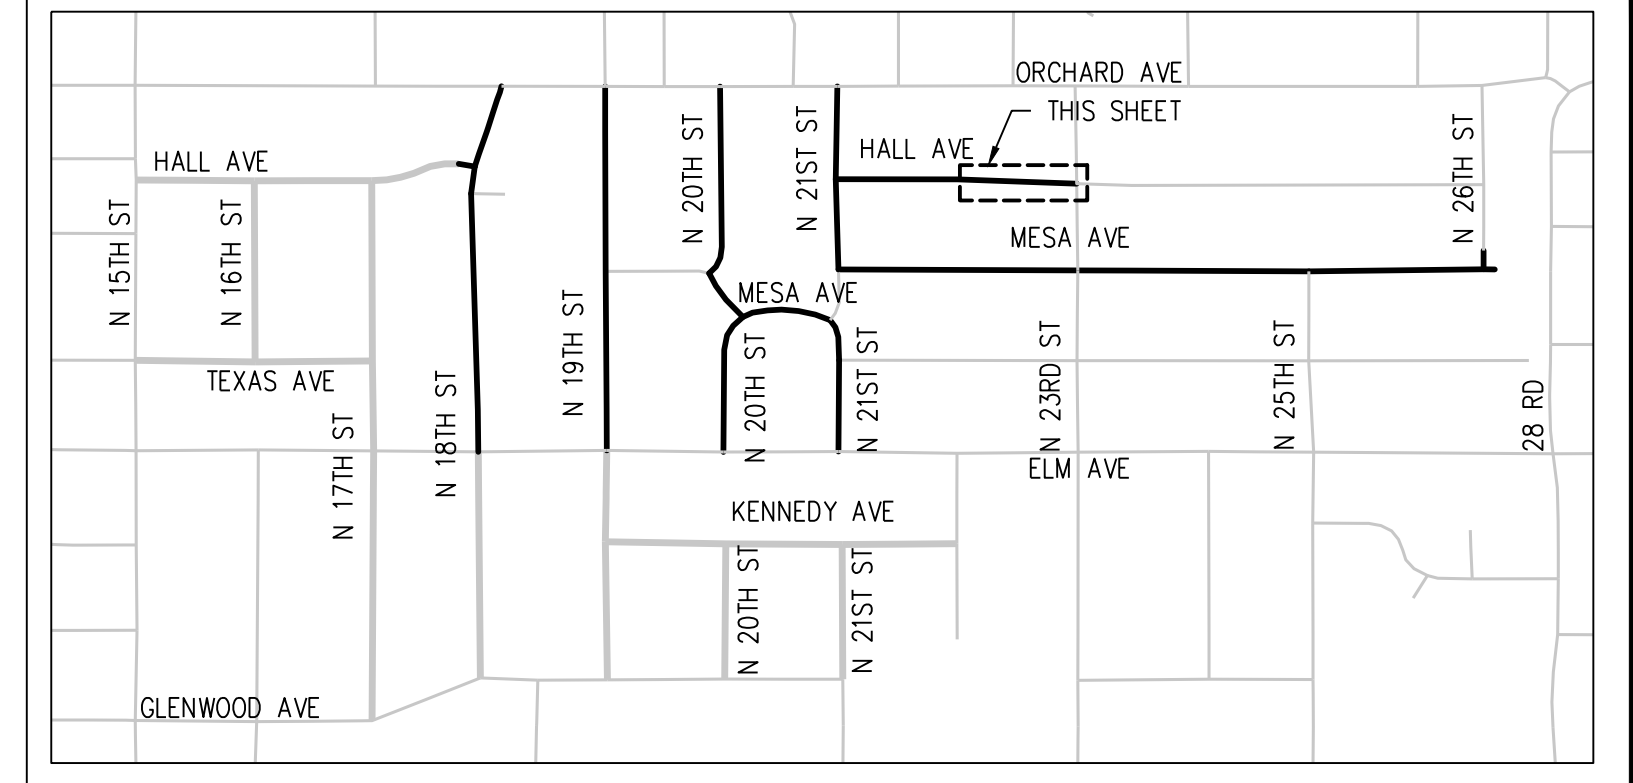 ORCHARD AVE
THIS SHEET
HALL AVE
HALL AVE
N 15TH ST
N 16TH ST
N 20TH ST
N 21ST ST
N 26TH ST
MESA AVE
MESA AVE
N 19TH ST
TEXAS AVE
N 17TH ST
N 18TH ST
N 20TH ST
N 21ST ST
N 23RD ST
N 25TH ST
28 RD
ELM AVE
KENNEDY AVE
N 20TH ST
N 21ST ST
GLENWOOD AVE